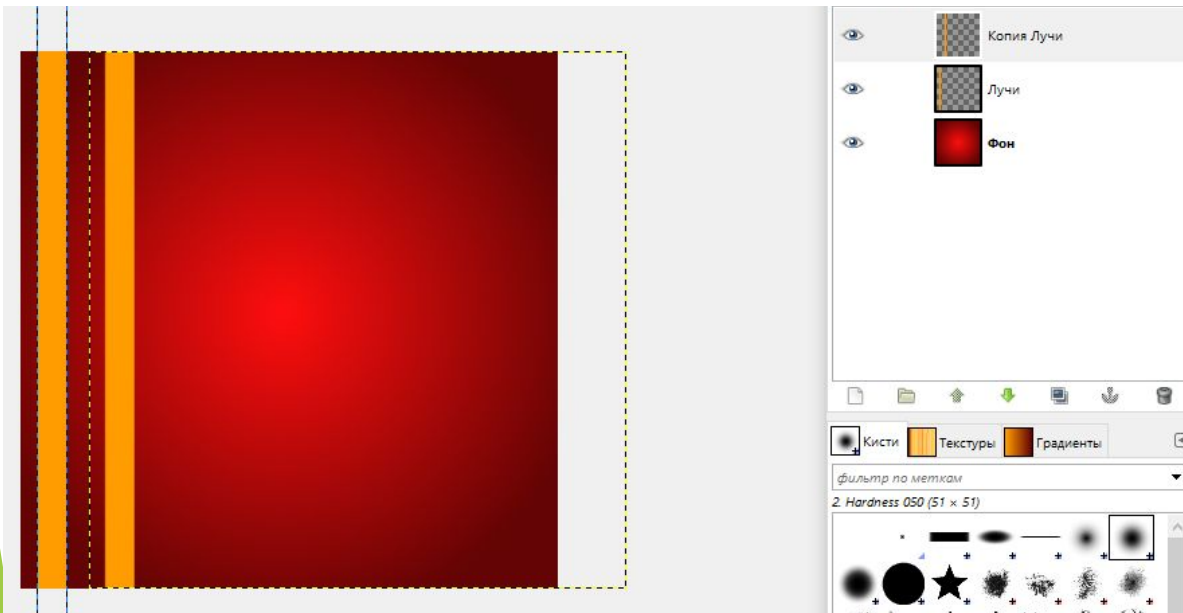 Копия Лучи
Лучи
Фон
Кисти Текстуры Градиенты
фильтр по меткам
2. Hardness 050 (51 × 51)